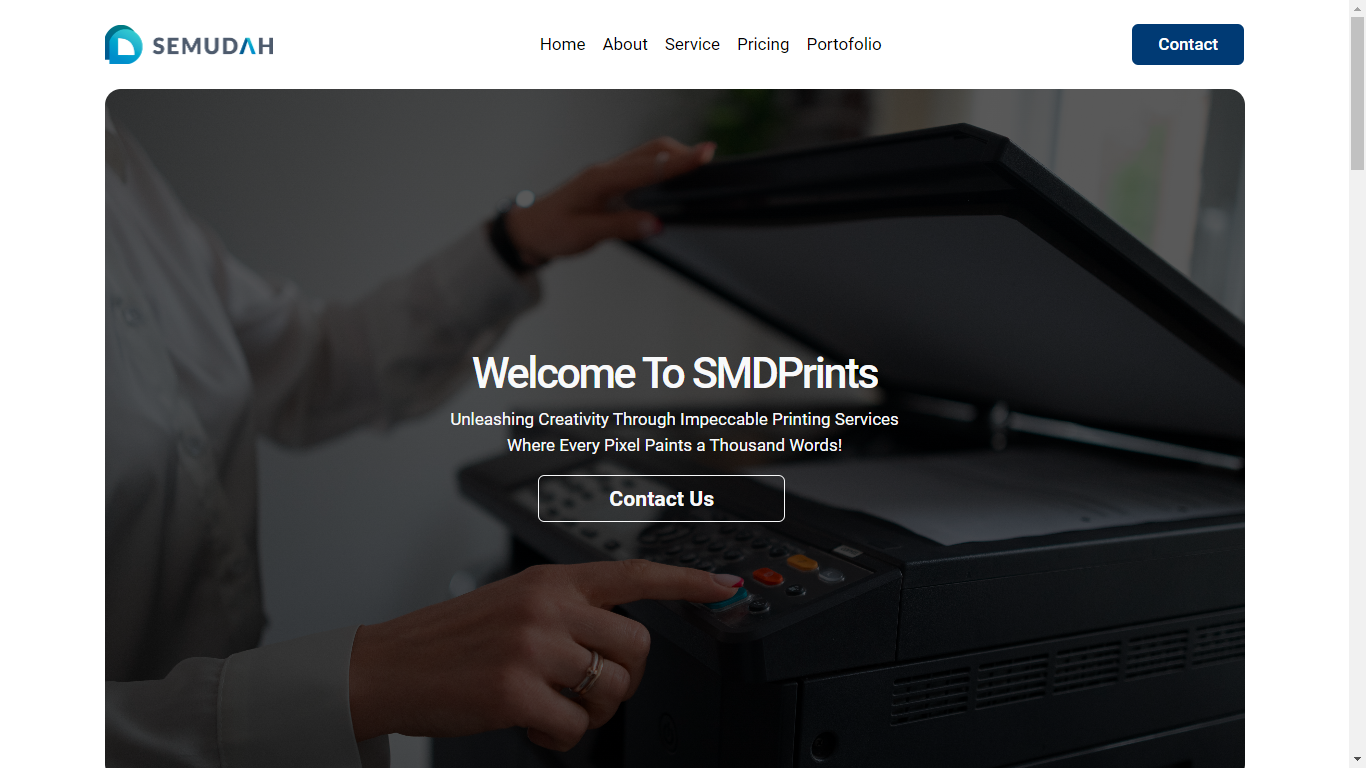 SEMUDAH
Home About Service Pricing Portofolio
Contact
Welcome To SMDPrints
Unleashing Creativity Through Impeccable Printing Services
Where Every Pixel Paints a Thousand Words!
Contact Us